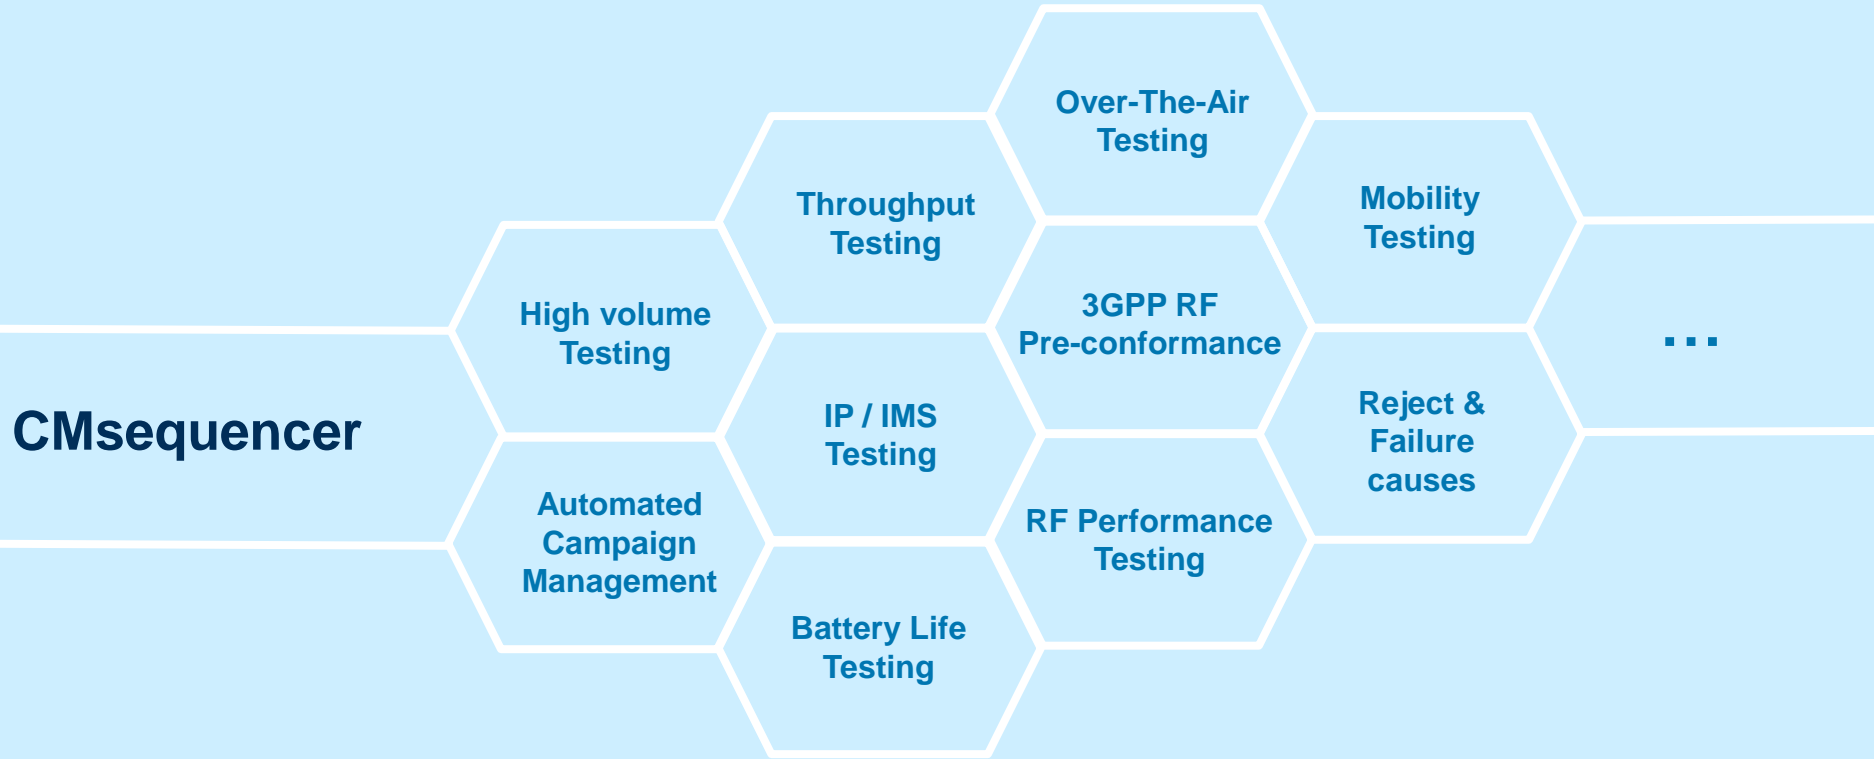 CMsequencer
High volume
Testing
Automated
Campaign
Management
Throughput
Testing
IP / IMS
Testing
Battery Life
Testing
Over-The-Air
Testing
3GPP RF
Pre-conformance
RF Performance
Testing
Mobility
Testing
Reject &
Failure
causes
...